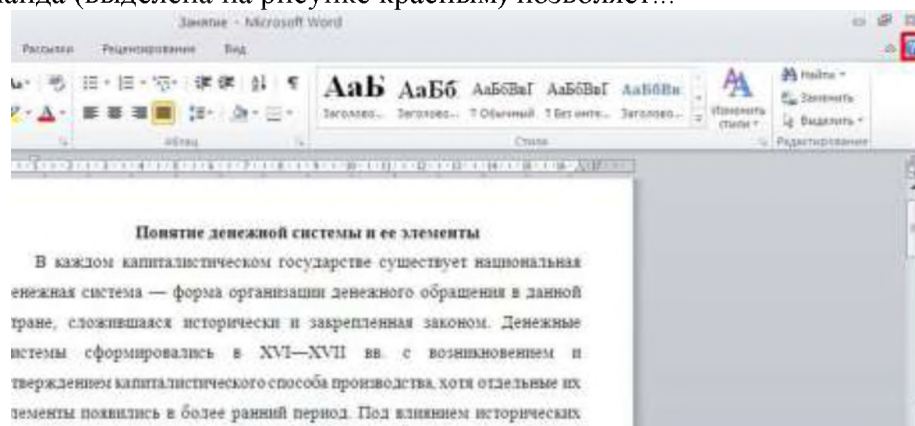 анда (выделена на рисунке красным) позволяет...
Занятие - Microsoft Word
Рассылки Рецензирование Вид
Aa
A
АаБ АаБб АаБбВвГ АаБбВвГ АаБбВв
Заголово... Заголово... ¶ Обычный ¶ Без инте... Заголово...
Изменить стили
Найти
Заменить
Выделить
Абзац Стили Редактирование
Понятие денежной системы и ее элементы
В каждом капиталистическом государстве существует национальная
енежная система — форма организации денежного обращения в данной
тране, сложившаяся исторически и закрепленная законом. Денежные
истемы сформировались в XVI—XVII вв. с возникновением и
тверждением капиталистического способа производства, хотя отдельные их
лементы появились в более ранний период. Под влиянием исторических